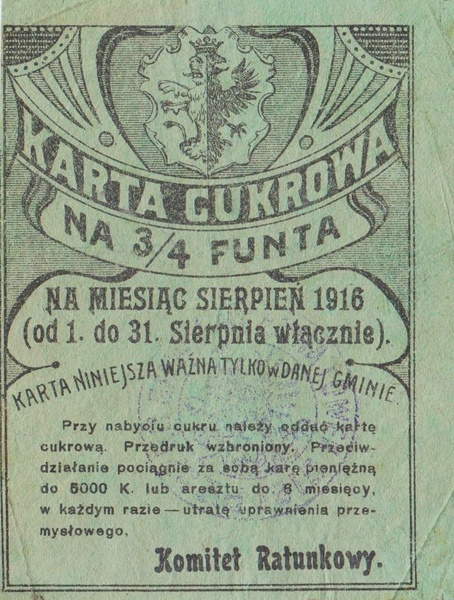 KARTA CUKROWA
NA 3/4 FUNTA
NA MIESIĄC SIERPIEŃ 1916
(od 1. do 31. Sierpnia włącznie).
KARTA NINIEJSZA WAŻNA TYLKO w DANEJ GMINIE.
Przy nabyciu cukru należy oddać kartę
cukrową. Przedruk wzbroniony. Przeciw-
działanie pociągnie za sobą karę pieniężną
do 5000 K. lub aresztu do 6 miesięcy,
w każdym razie — utratę uprawnienia prze-
mysłowego.
Komitet Ratunkowy.